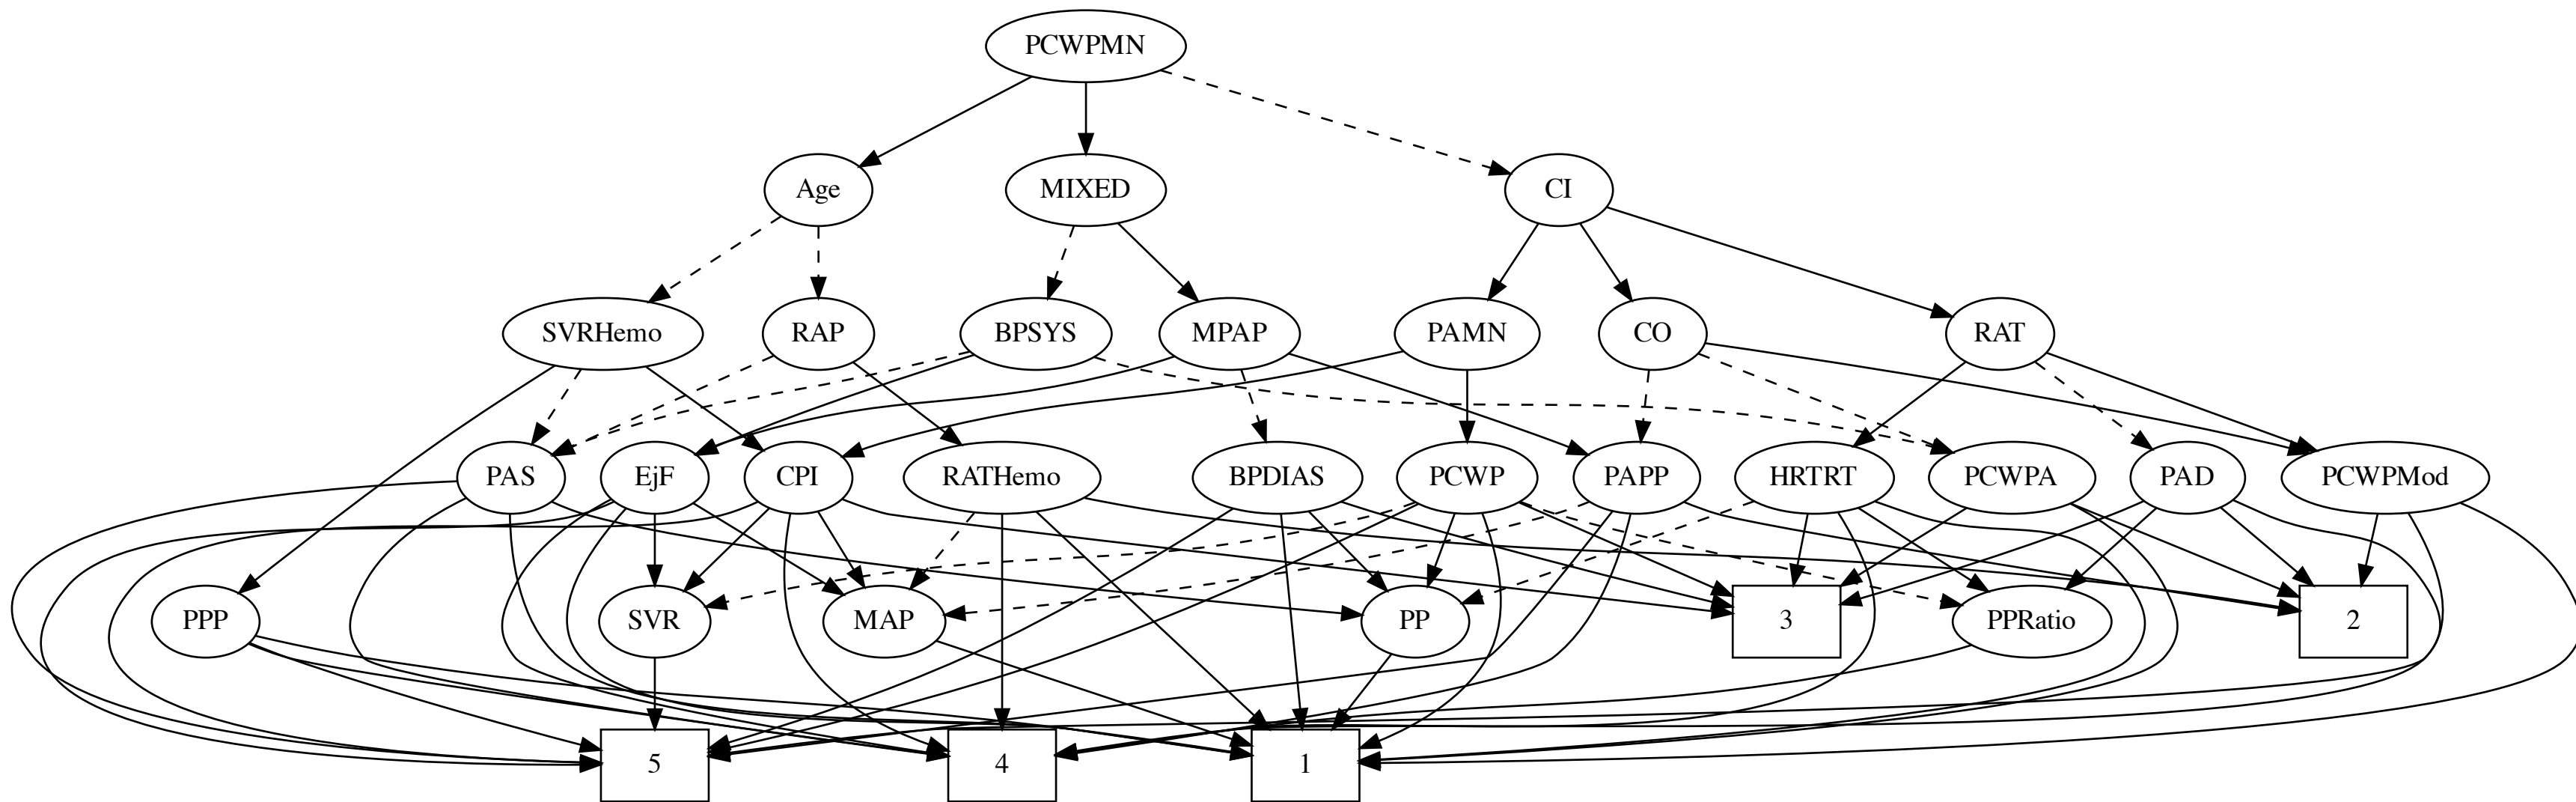 PCWPMN
Age
MIXED
CI
SVRHemo
RAP
BPSYS
MPAP
PAMN
CO
RAT
PAS
EjF
CPI
RATHemo
BPDIAS
PCWP
PAPP
HRTRT
PCWPA
PAD
PCWPMod
PPP
SVR
MAP
PP
3
PPRatio
2
5
4
1